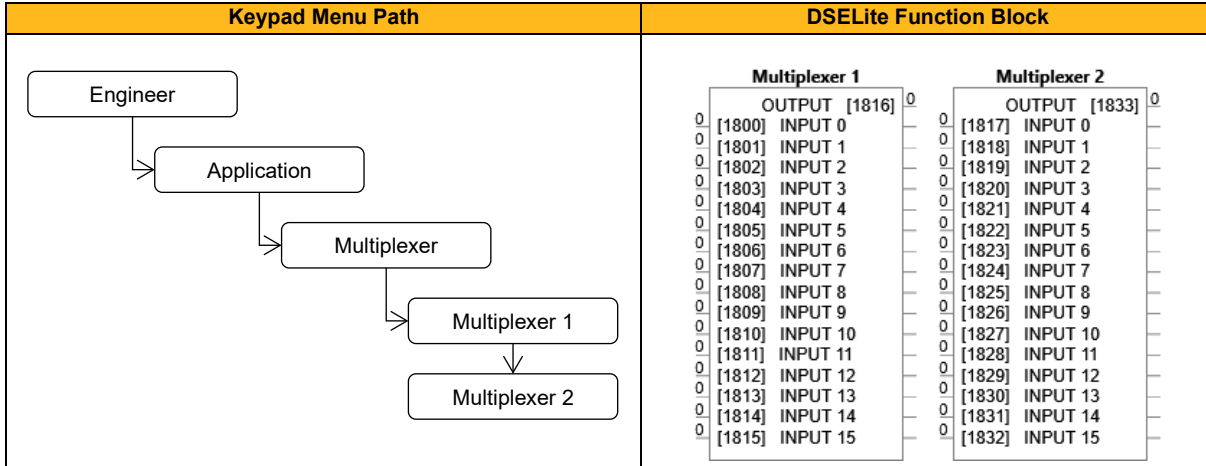 Keypad Menu Path
DSELite Function Block
Engineer
Application
Multiplexer
Multiplexer 1
Multiplexer 2
Multiplexer 1
OUTPUT [1816] 0
0 [1800] INPUT 0
0 [1801] INPUT 1
0 [1802] INPUT 2
0 [1803] INPUT 3
0 [1804] INPUT 4
0 [1805] INPUT 5
0 [1806] INPUT 6
0 [1807] INPUT 7
0 [1808] INPUT 8
0 [1809] INPUT 9
0 [1810] INPUT 10
0 [1811] INPUT 11
0 [1812] INPUT 12
0 [1813] INPUT 13
0 [1814] INPUT 14
0 [1815] INPUT 15
Multiplexer 2
OUTPUT [1833] 0
0 [1817] INPUT 0
0 [1818] INPUT 1
0 [1819] INPUT 2
0 [1820] INPUT 3
0 [1821] INPUT 4
0 [1822] INPUT 5
0 [1823] INPUT 6
0 [1824] INPUT 7
0 [1825] INPUT 8
0 [1826] INPUT 9
0 [1827] INPUT 10
0 [1828] INPUT 11
0 [1829] INPUT 12
0 [1830] INPUT 13
0 [1831] INPUT 14
0 [1832] INPUT 15